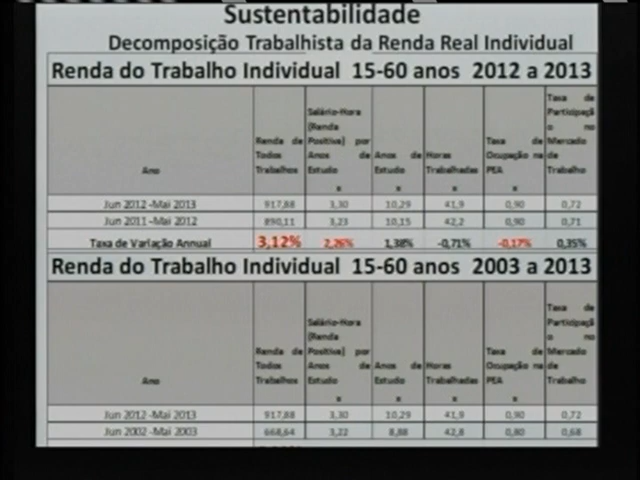 Sustentabilidade
Decomposição Trabalhista da Renda Real Individual
Renda do Trabalho Individual 15-60 anos 2012 a 2013
Ano
Renda de Todos Trabalhos
Salário-Hora (Renda Positiva) por Anos de Estudo
x
Anos de Estudo
x
Horas Trabalhadas
x
Taxa de Ocupação na PEA
x
Taxa de Participação no Mercado de Trabalho
Jun 2012 -Mai 2013 917,88 3,30 10,29 41,9 0,90 0,72
Jun 2011 -Mai 2012 890,11 3,23 10,15 42,2 0,90 0,71
Taxa de Variação Annual 3,12% 2,26% 1,38% -0,71% -0,17% 0,35%
Renda do Trabalho Individual 15-60 anos 2003 a 2013
Ano
Renda de Todos Trabalhos
Salário-Hora (Renda Positiva) por Anos de Estudo
x
Anos de Estudo
x
Horas Trabalhadas
x
Taxa de Ocupação na PEA
x
Taxa de Participação no Mercado de Trabalho
Jun 2012 -Mai 2013 917,88 3,30 10,29 41,9 0,90 0,72
Jun 2002 -Mai 2003 668,64 3,22 8,88 42,8 0,80 0,68